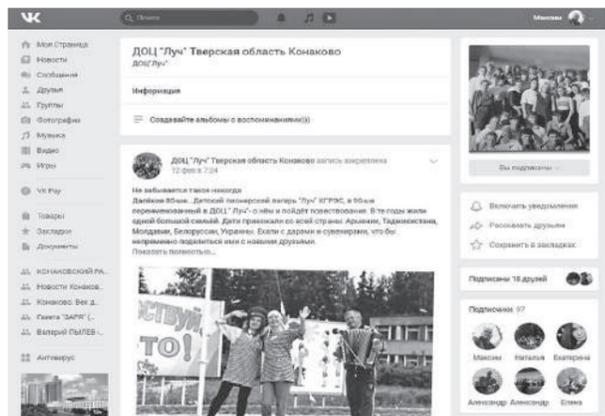 Поиск
Максим
Моя Страница
Новости
Сообщения
Друзья
Группы
Фотографии
Музыка
Видео
Игры
VK Pay
Товары
Закладки
Документы
КОНАКОВСКИЙ РА...
Новости Конаков...
Конаково. Век д...
Газета "ЗАРЯ" (...
Валерий ПЫЛЕВ -...
Антивирус
ДОЦ "Луч" Тверская область Конаково
ДОЦ"Луч"
Информация
Создавайте альбомы о воспоминаниями)))
ДОЦ "Луч" Тверская область Конаково запись закреплена
12 фев в 7:24
Не забывается такое никогда
Далёкие 80-ые...Детский пионерский лагерь "Луч" КГРЭС, в 90-ые
переименованный в ДОЦ " Луч"- о нём и пойдёт повествование. В те годы жили
одной большой семьёй. Дети приезжали со всей страны: Армении, Таджикистана,
Молдавии, Белоруссии, Украины. Ехали с дарами и сувенирами, что бы
непременно поделиться ими с новыми друзьями.
Показать полностью...
ТО!
Вы подписаны
Включить уведомления
Рассказать друзьям
Сохранить в закладках
Подписаны 18 друзей
Подписчики 97
Максим Наталья Екатерина
Александр Александр Елена